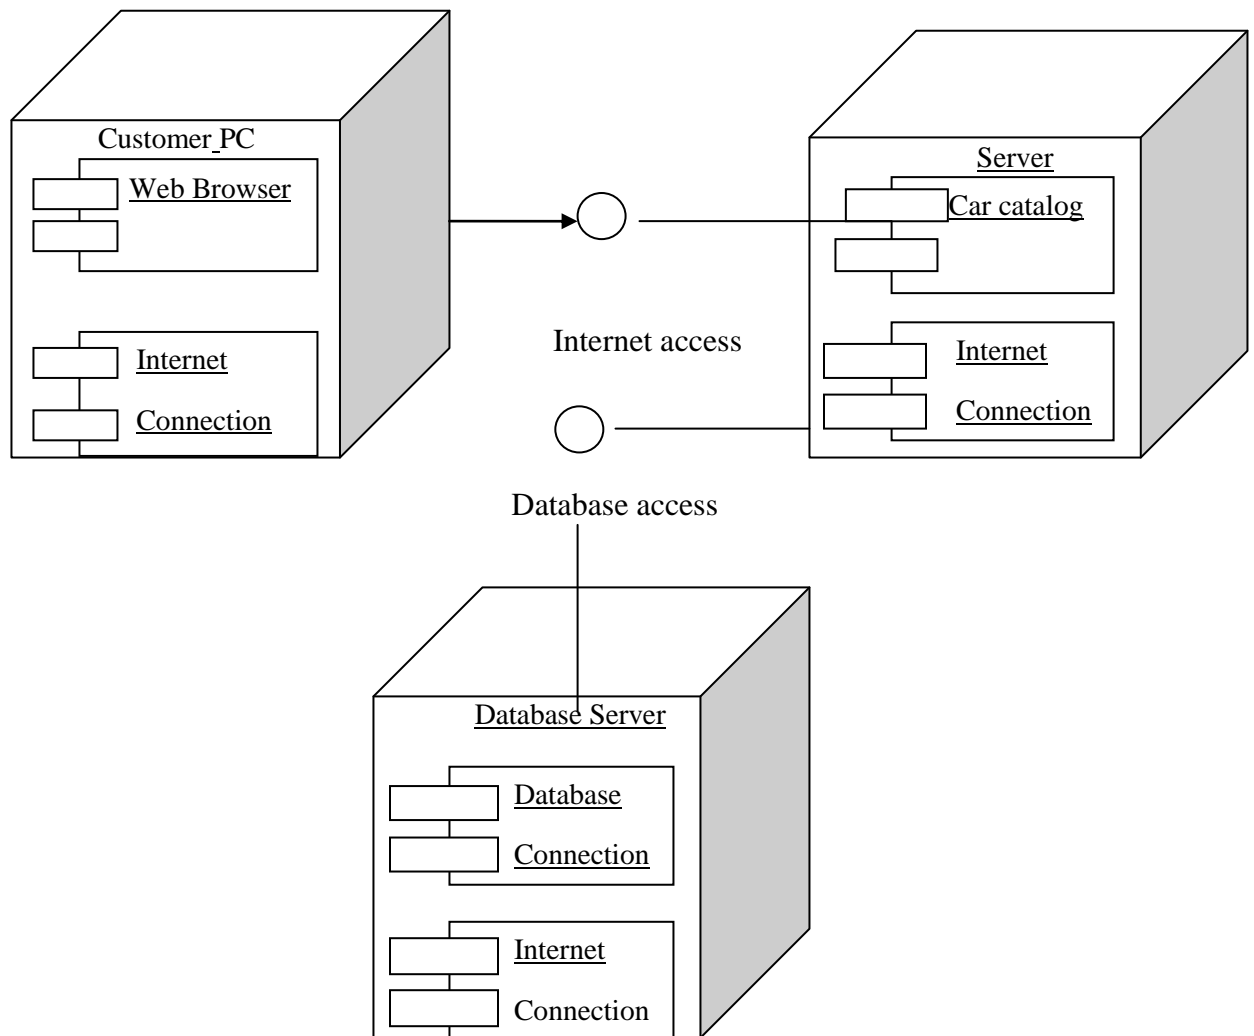 Customer_PC
Web Browser
Internet
Connection
Server
Car catalog
Internet
Connection
Internet access
Database access
Database Server
Database
Connection
Internet
Connection